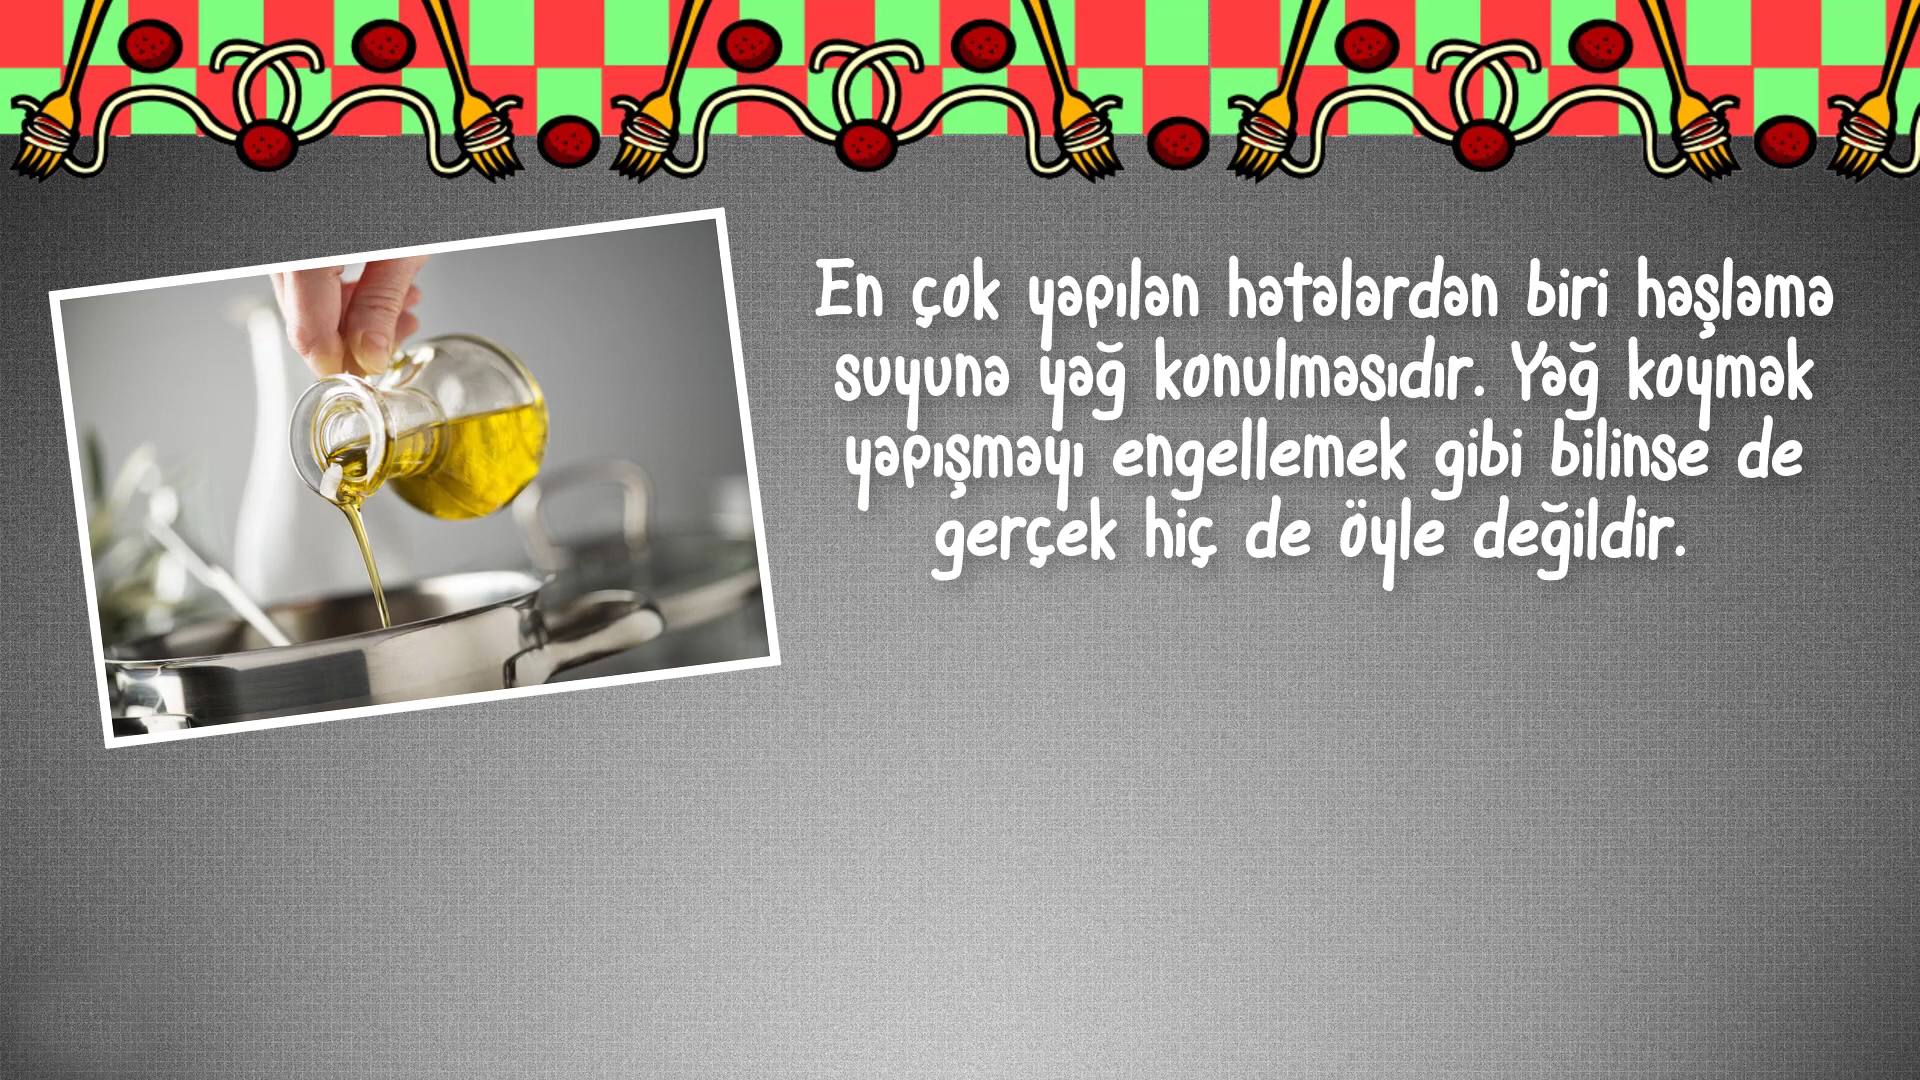 En çok yapılan hatalardan biri haşlama
suyuna yağ konulmasıdır. Yağ koymak
yapışmayı engellemek gibi bilinse de
gerçek hiç de öyle değildir.